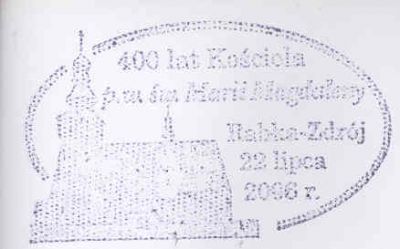 400 lat Kościoła
p.w. św. Marii Magdaleny
Rabka-Zdrój
22 lipca
2006 r.